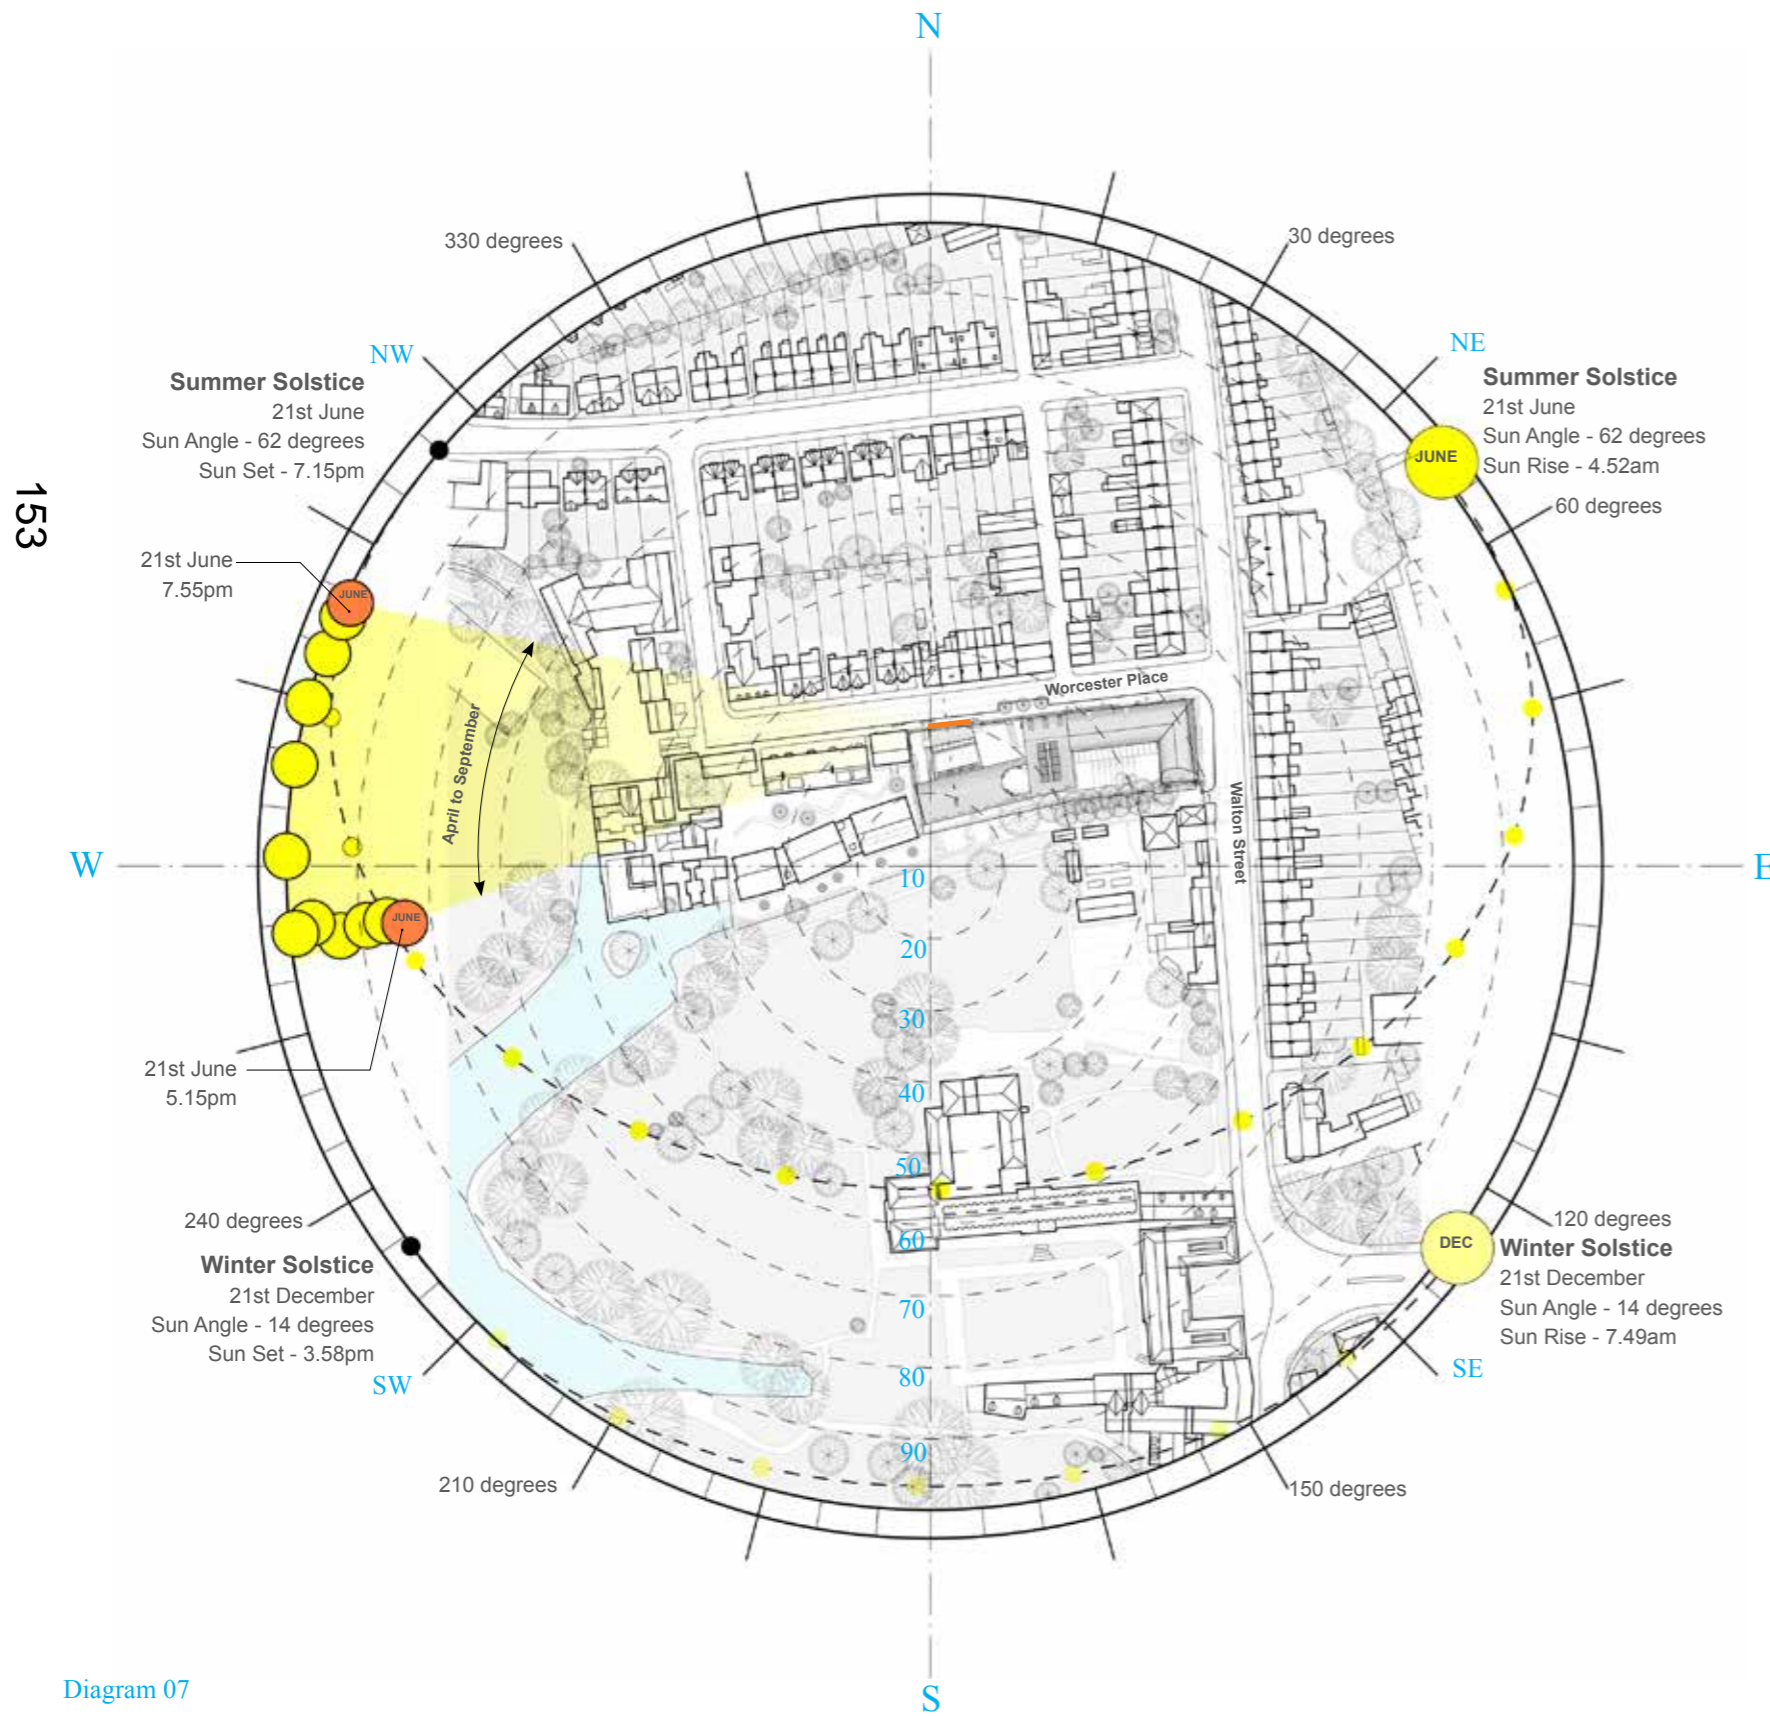 N
330 degrees
30 degrees
NW
NE
Summer Solstice
21st June
Sun Angle - 62 degrees
Sun Set - 7.15pm
Summer Solstice
21st June
Sun Angle - 62 degrees
Sun Rise - 4.52am
JUNE
60 degrees
153
21st June
7.55pm
JUNE
April to September
Worcester Place
Walton Street
W
E
JUNE
10
20
30
40
50
60
70
80
90
21st June
5.15pm
240 degrees
Winter Solstice
21st December
Sun Angle - 14 degrees
Sun Set - 3.58pm
120 degrees
DEC
Winter Solstice
21st December
Sun Angle - 14 degrees
Sun Rise - 7.49am
SW
SE
210 degrees
150 degrees
Diagram 07
S